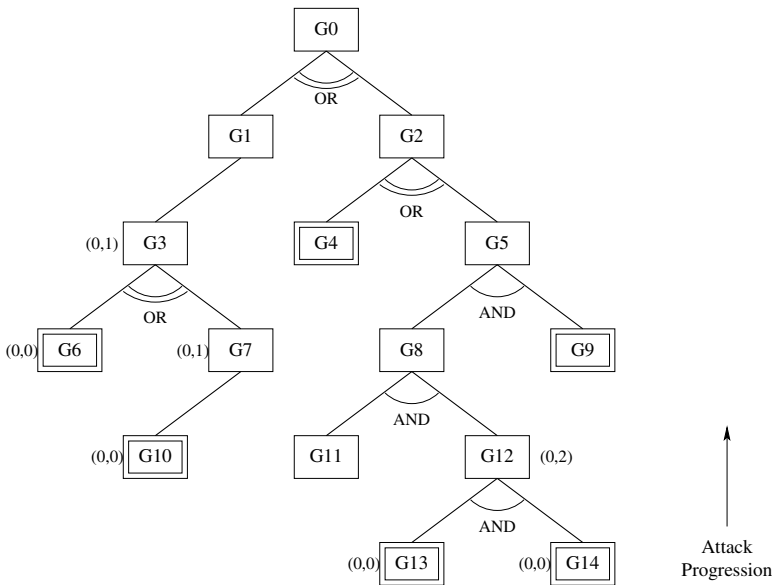 G0
OR
G1
G2
OR
(0,1)
G3
G4
G5
OR
AND
(0,0)
G6
(0,1)
G7
G8
G9
AND
(0,0)
G10
G11
G12
(0,2)
AND
(0,0)
G13
(0,0)
G14
Attack
Progression